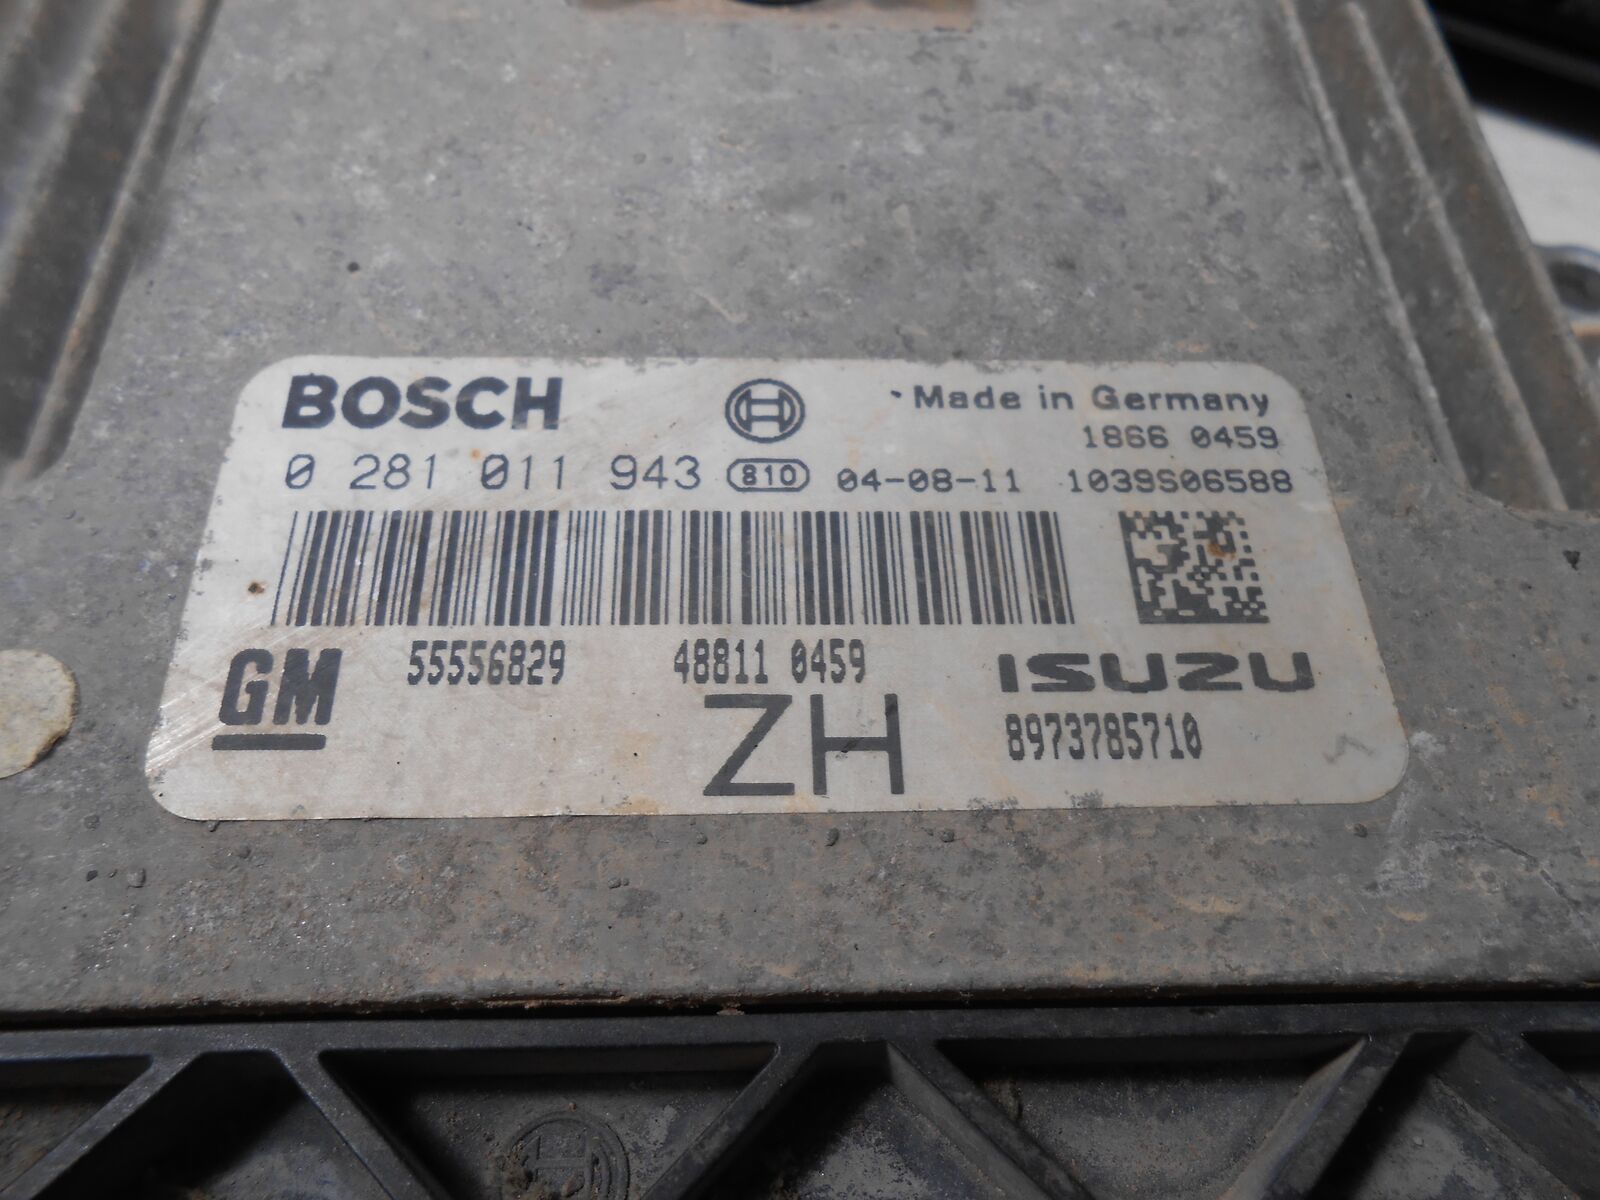 BOSCH
Made in Germany
1866 0459
0 281 011 943 810 04-08-11 1039S06588
55556829 48811 0459
GM ISUZU
ZH 8973785710